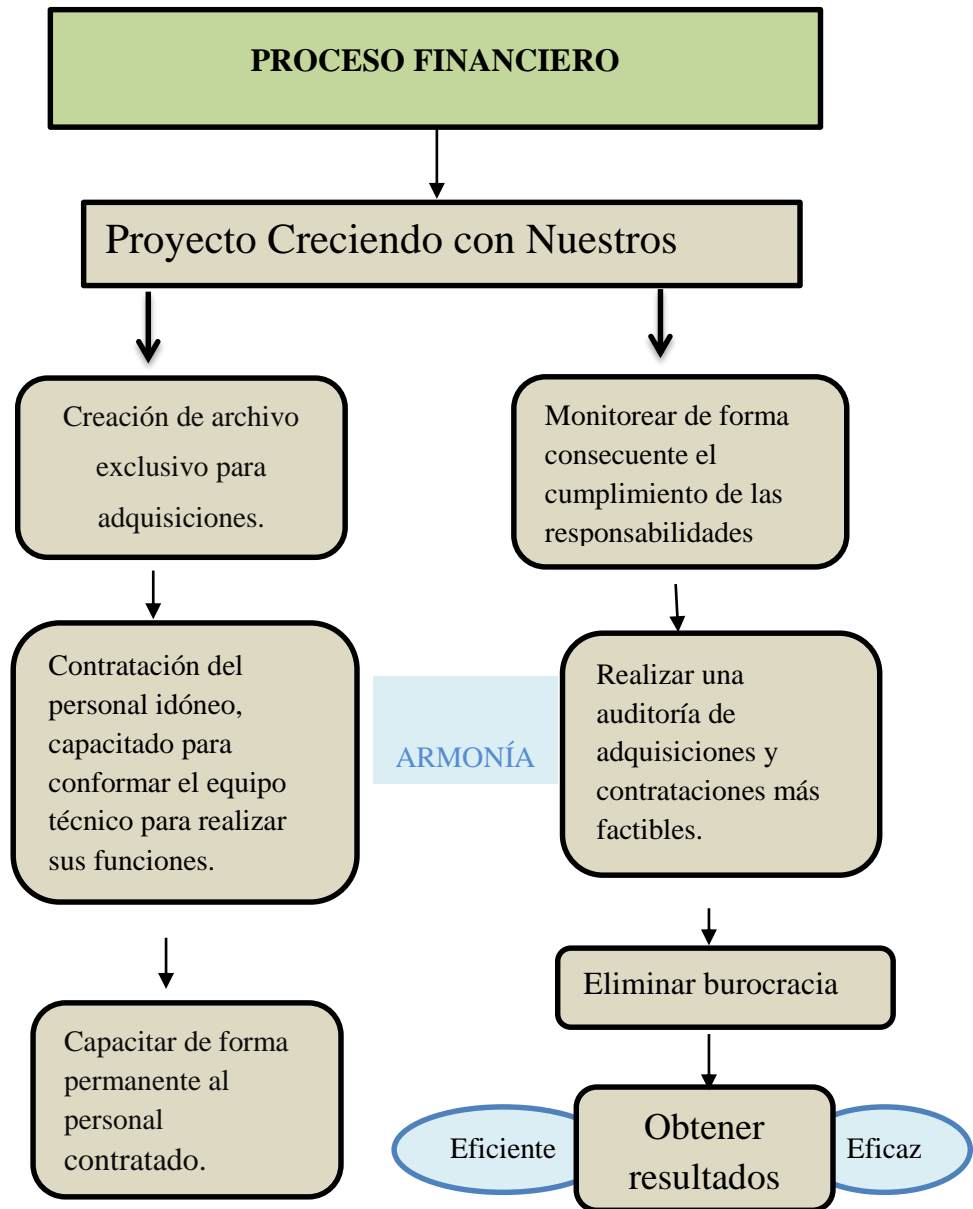 PROCESO FINANCIERO
Proyecto Creciendo con Nuestros
Creación de archivo
exclusivo para
adquisiciones.
Monitorear de forma
consecuente el
cumplimiento de las
responsabilidades
Contratación del
personal idóneo,
capacitado para
conformar el equipo
técnico para realizar
sus funciones.
ARMONÍA
Realizar una
auditoría de
adquisiciones y
contrataciones más
factibles.
Eliminar burocracia
Capacitar de forma
permanente al
personal
contratado.
Eficiente
Obtener
resultados
Eficaz